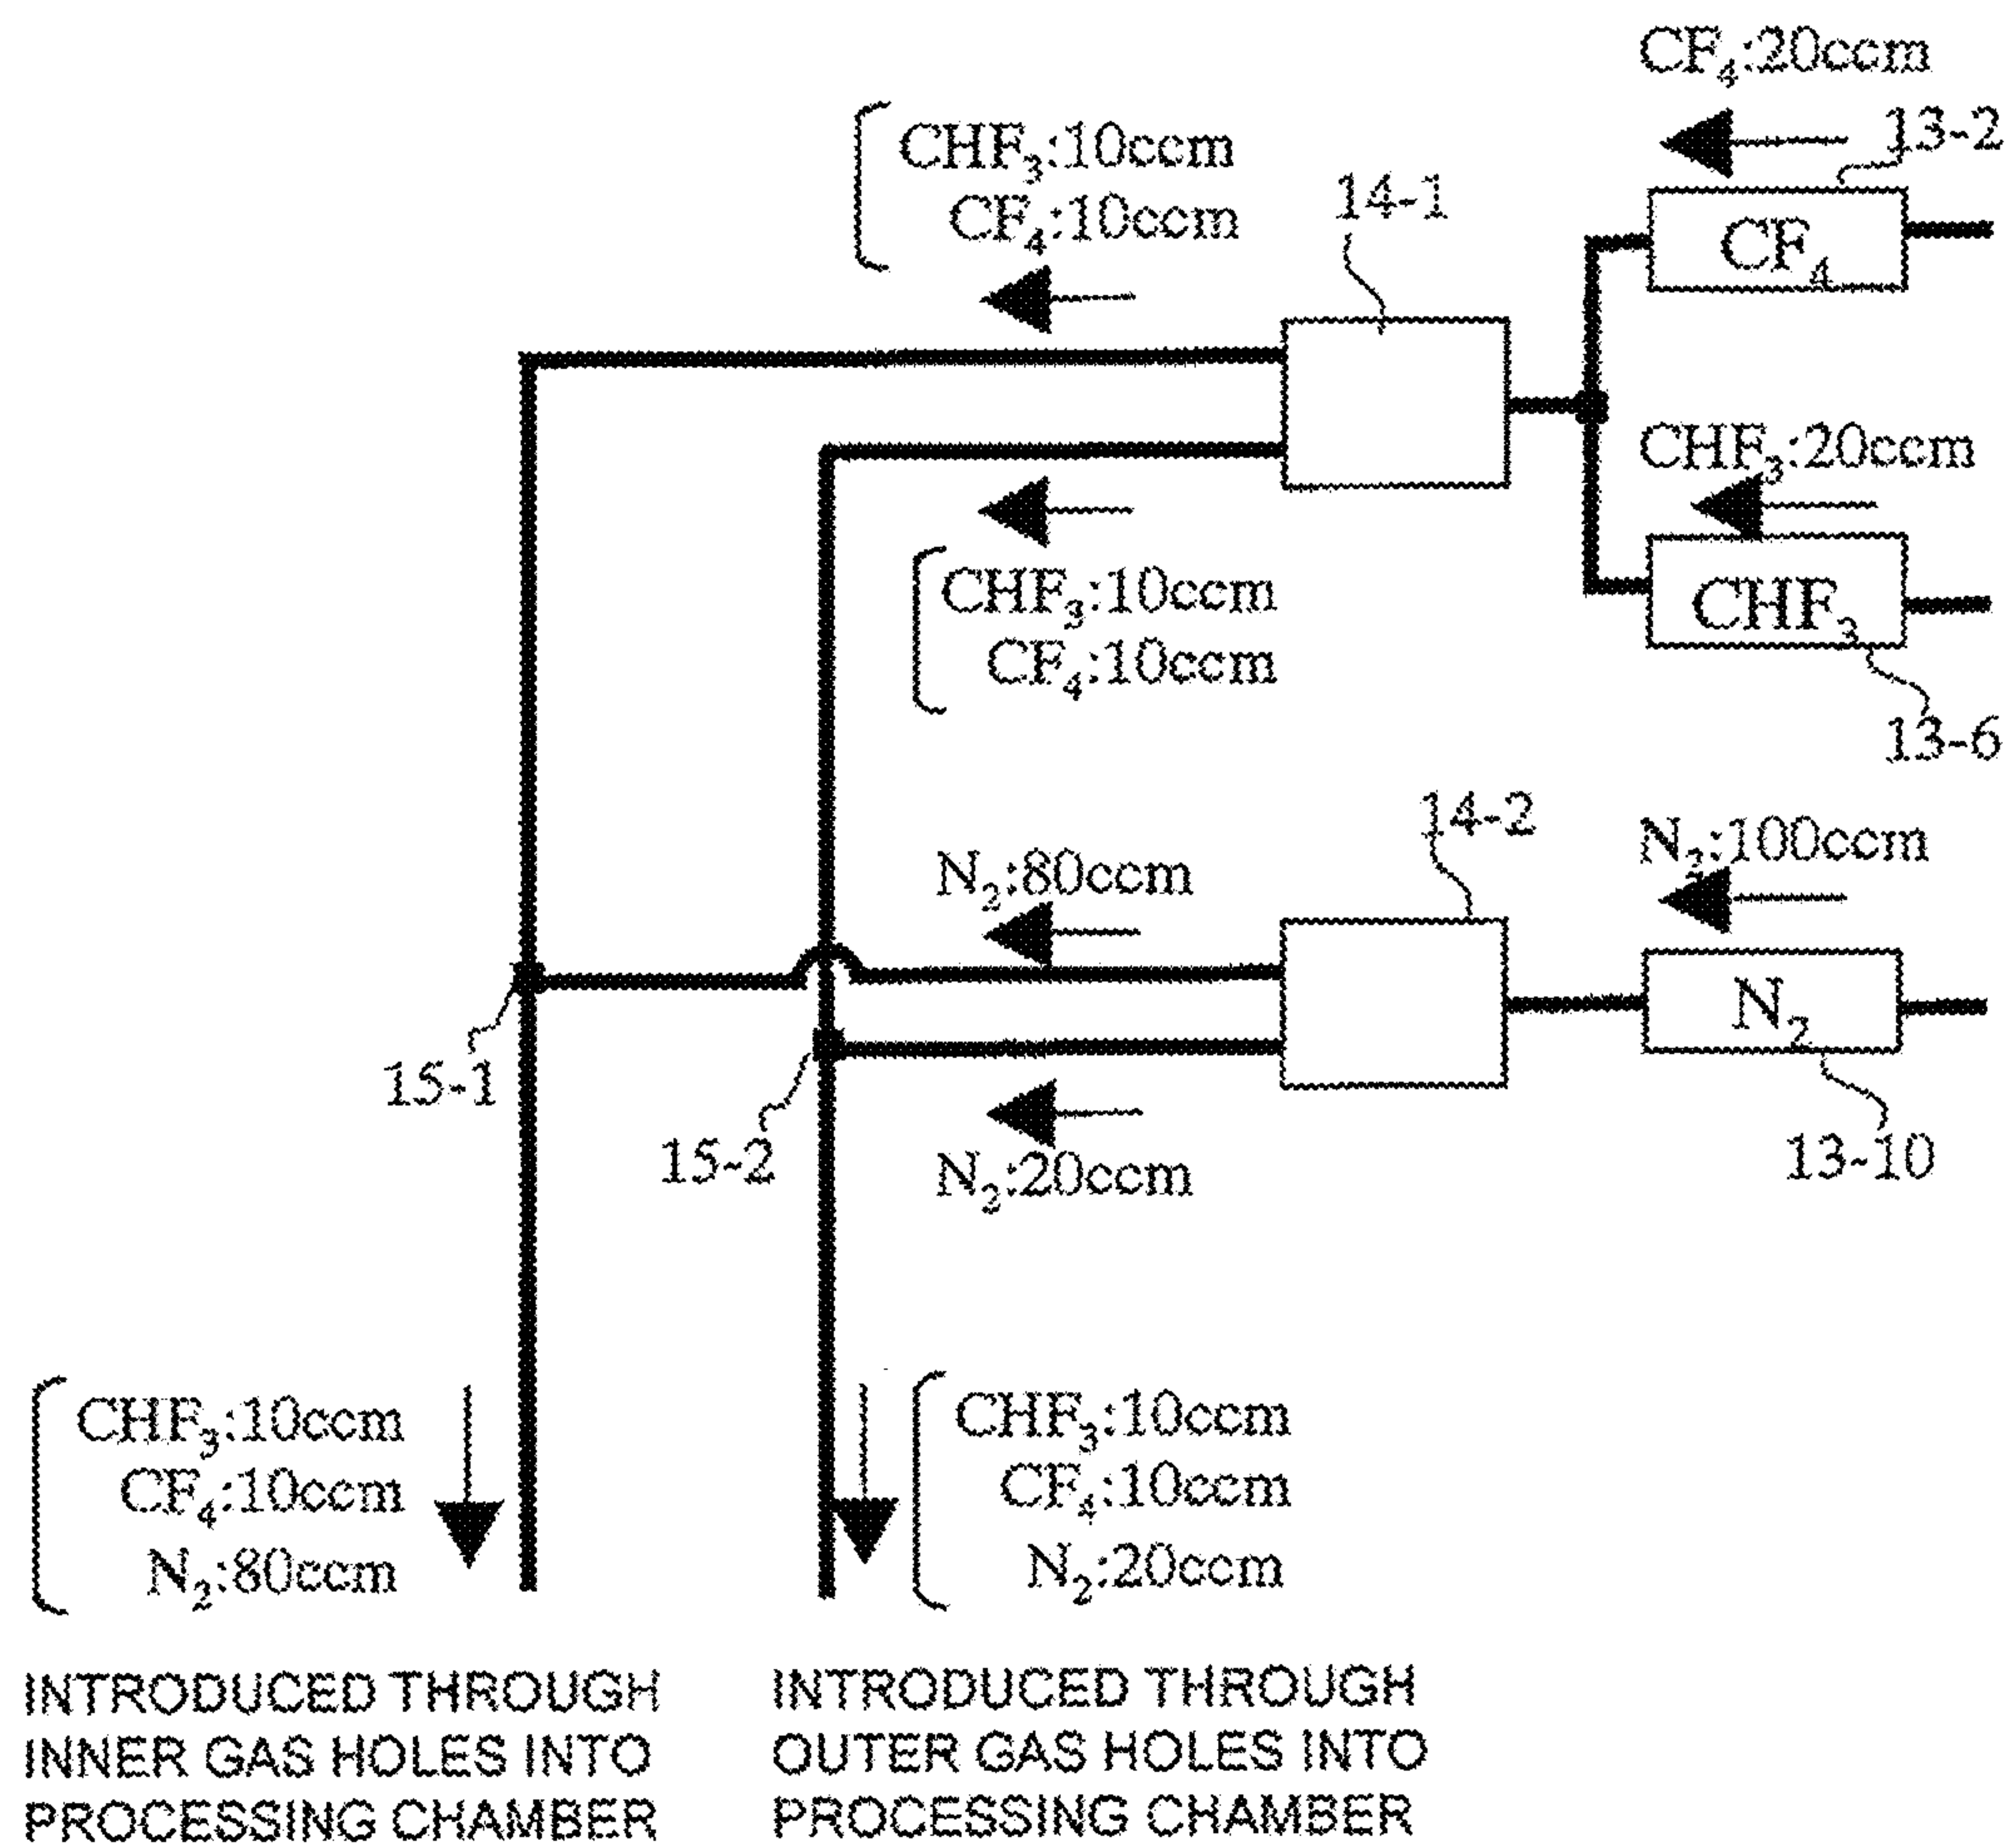 CF₄:20ccm
13-2
CHF₃:10ccm
CF₄:10ccm
14-1
CF₄
CHF₃:20ccm
CHF₃:10ccm
CF₄:10ccm
CHF₃
13-6
14-2
N₂:100ccm
N₂:80ccm
N₂
15-1
15-2
N₂:20ccm
13-10
CHF₃:10ccm
CF₄:10ccm
N₂:80ccm
CHF₃:10ccm
CF₄:10ccm
N₂:20ccm
INTRODUCED THROUGH
INNER GAS HOLES INTO
PROCESSING CHAMBER
INTRODUCED THROUGH
OUTER GAS HOLES INTO
PROCESSING CHAMBER